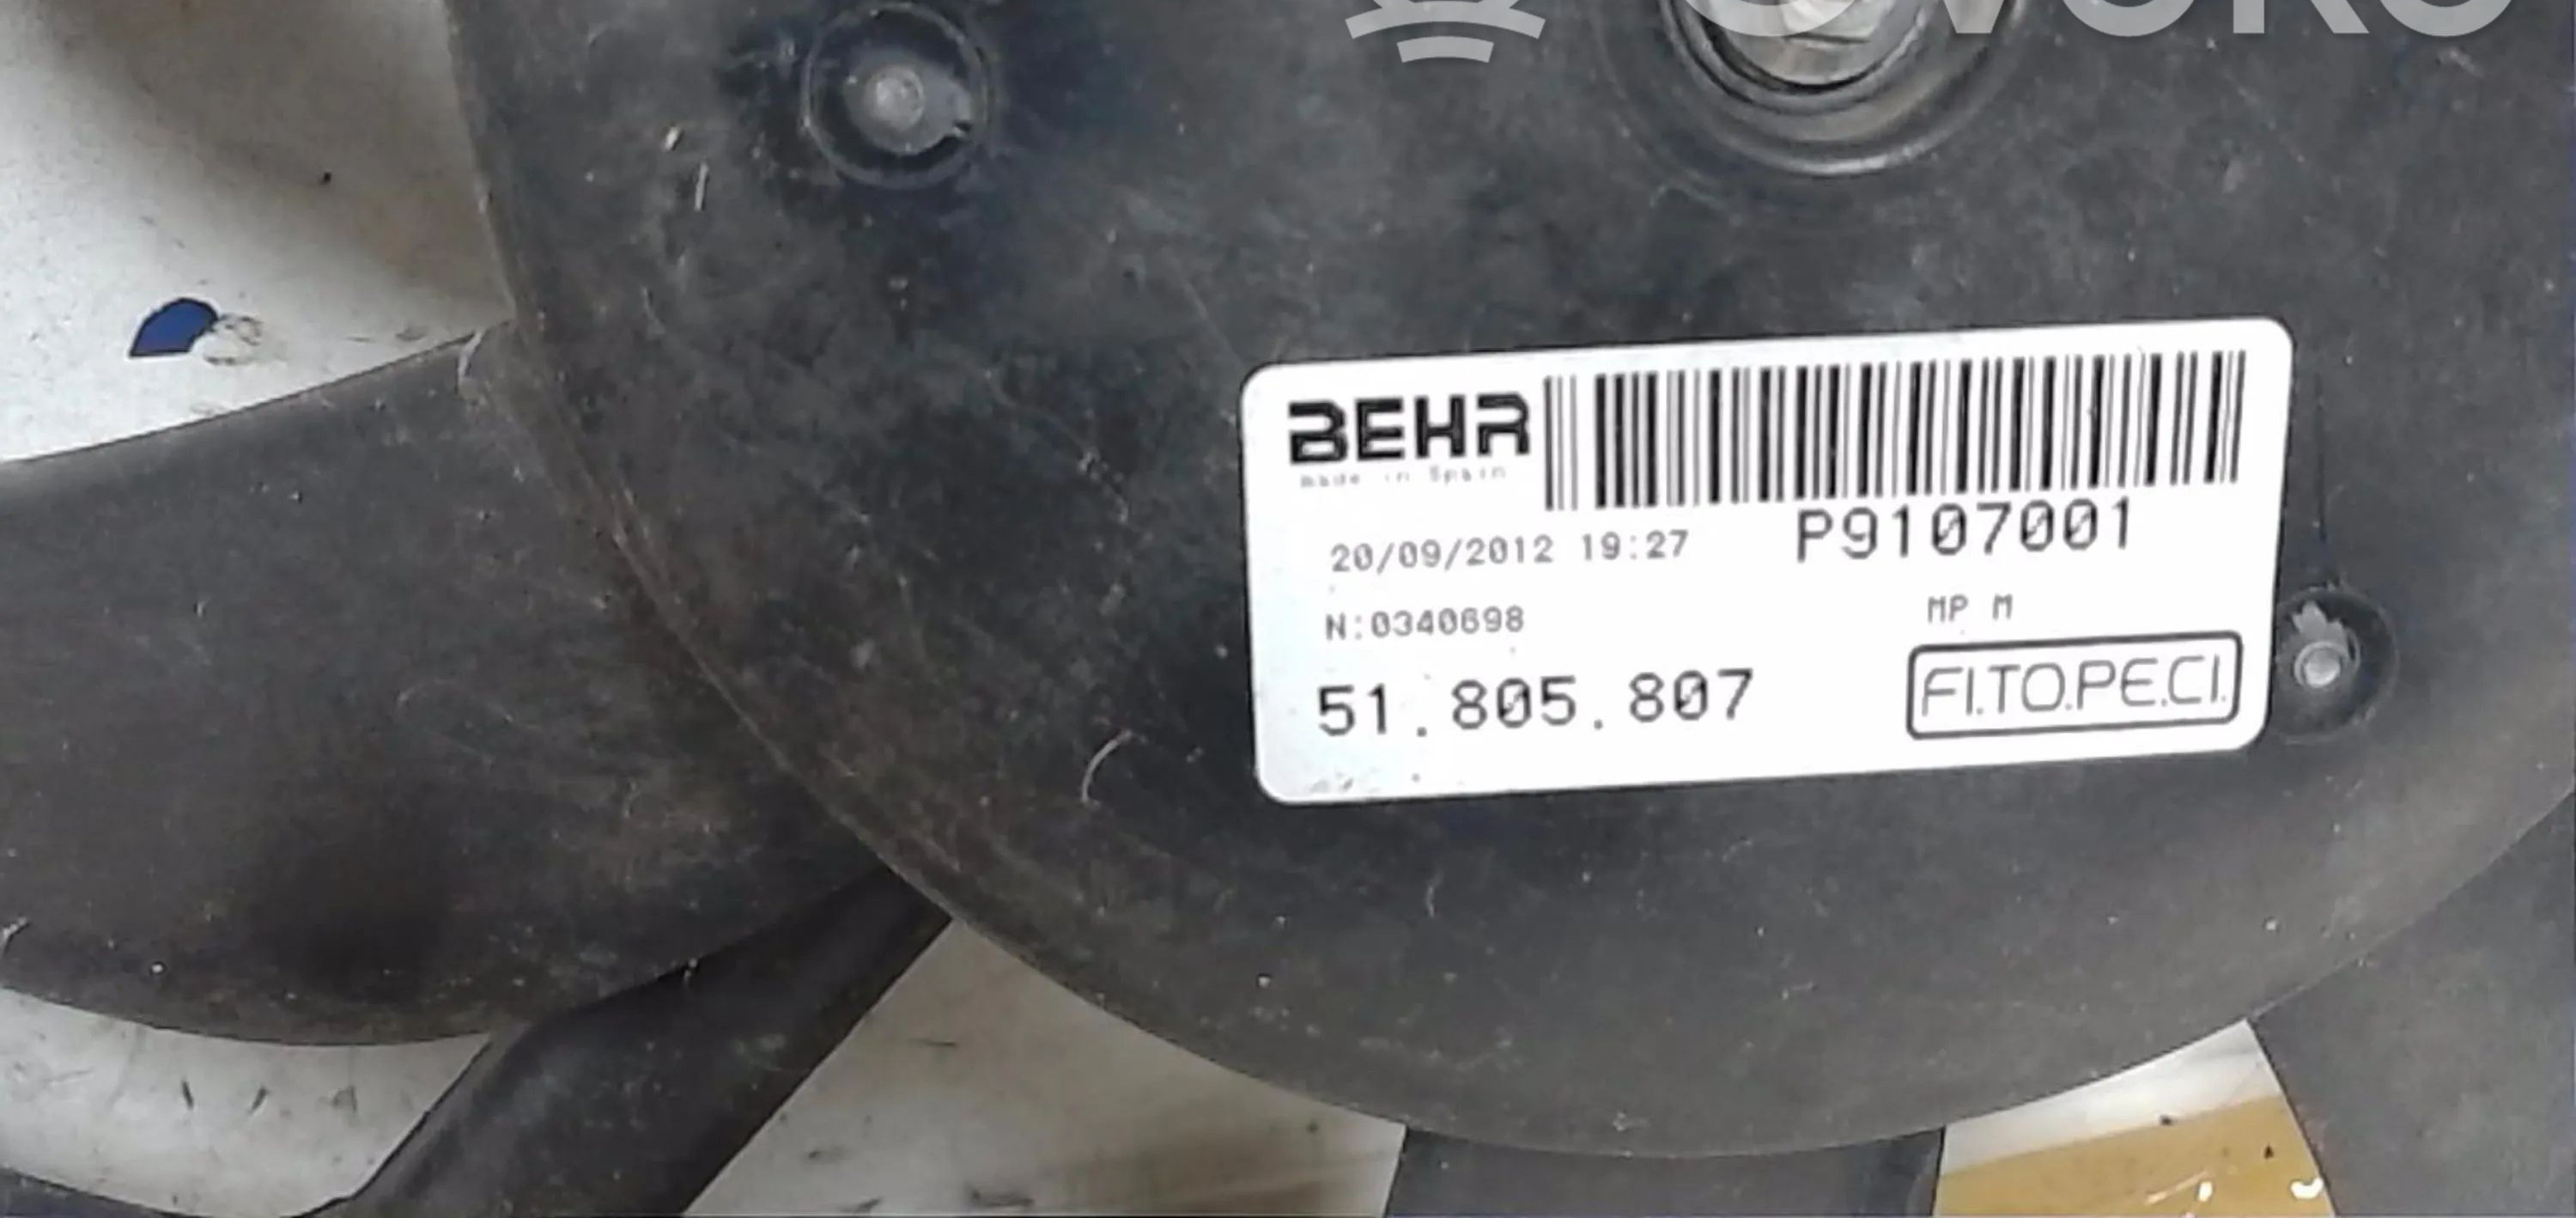 OVOKO
BEHR
made in Spain
P9107001
20/09/2012 19:27
N:0340698
MP M
51.805.807
FI.TO.PE.CI.